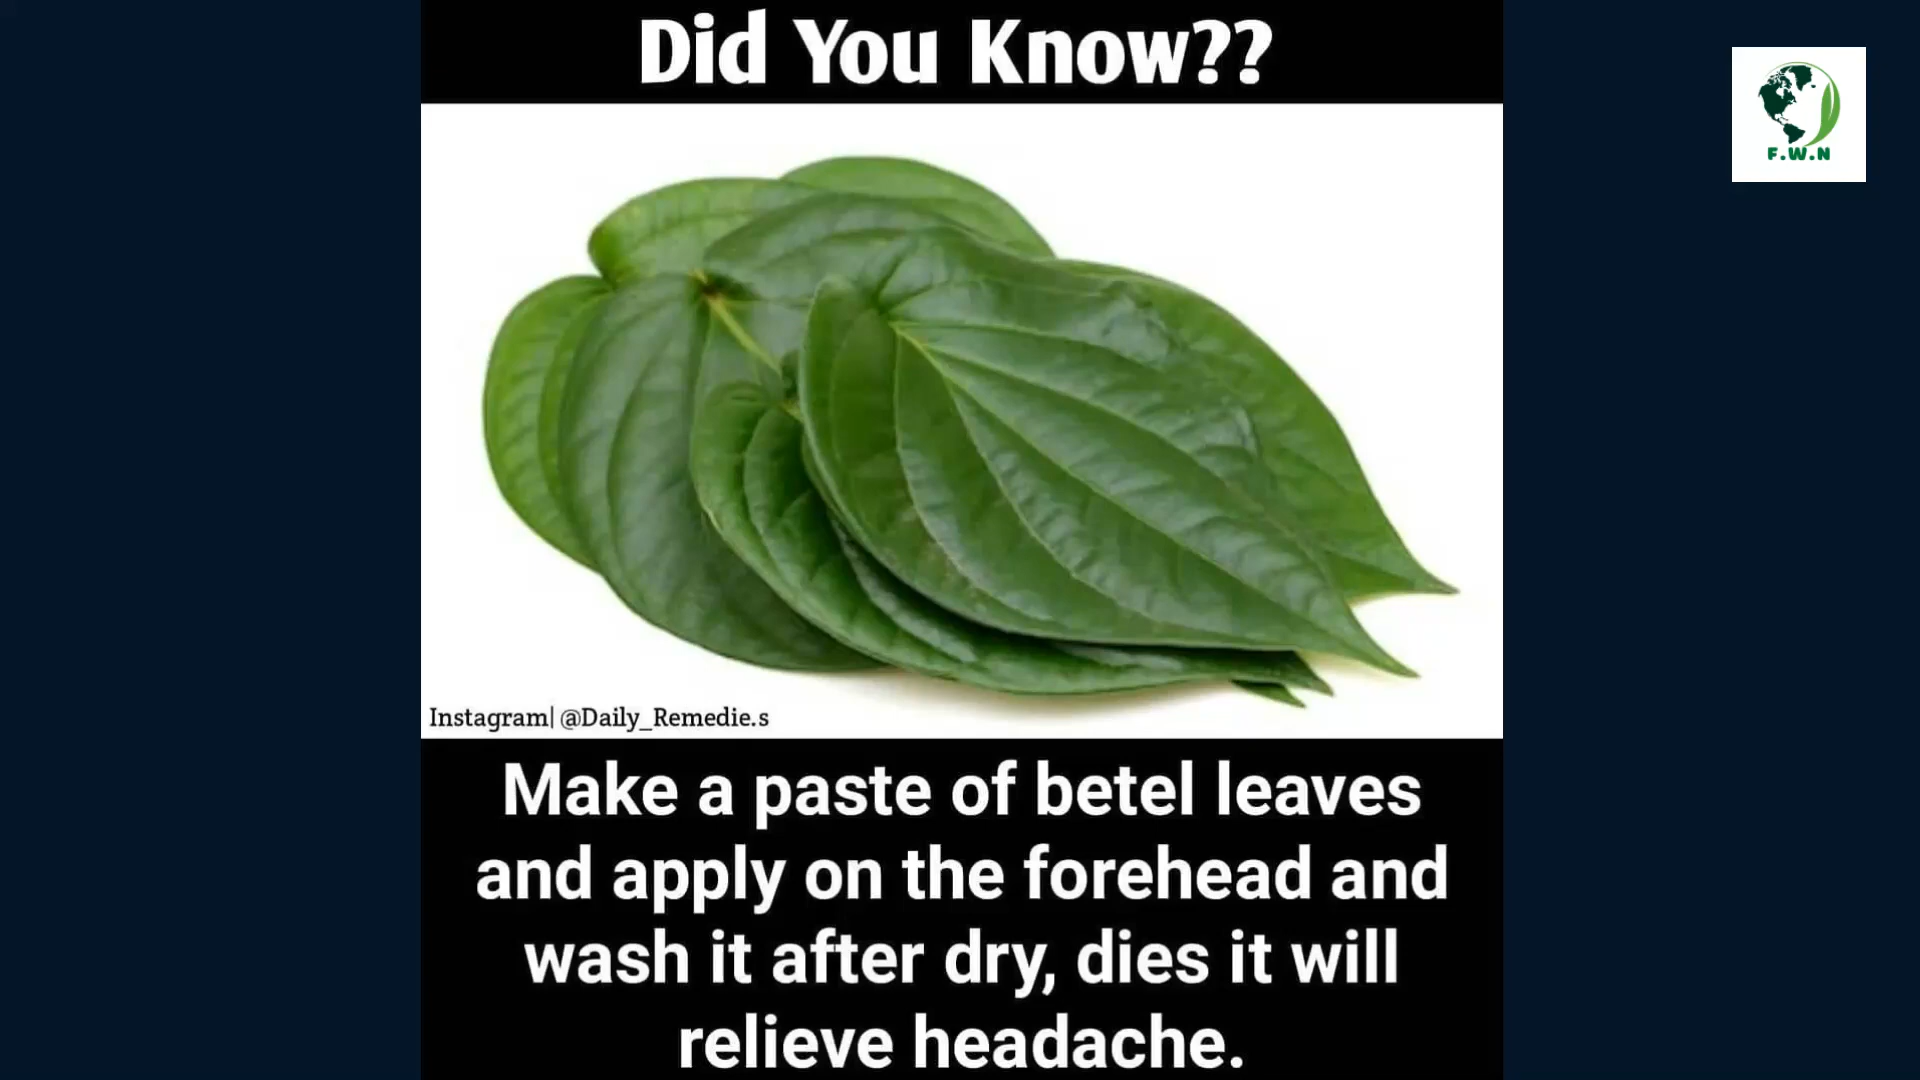 Did You Know??
F.W.N
Instagram| @Daily_Remedie.s
Make a paste of betel leaves
and apply on the forehead and
wash it after dry, dies it will
relieve headache.